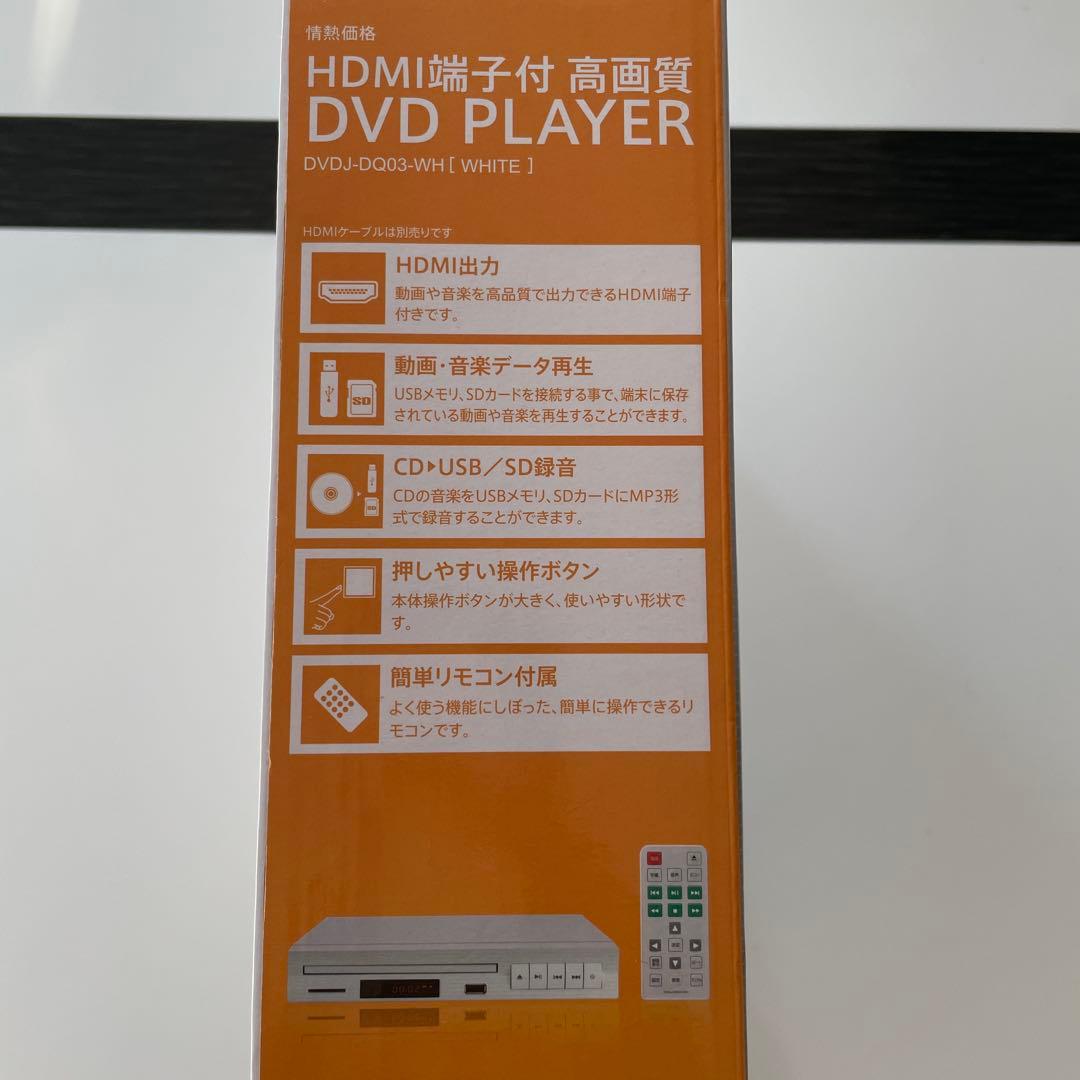 情熱価格
HDMI端子付 高画質
DVD PLAYER
DVDJ-DQ03-WH [ WHITE ]
HDMIケーブルは別売りです
HDMI出力
動画や音楽を高品質で出力できるHDMI端子
付きです。
動画・音楽データ再生
USBメモリ、SDカードを接続する事で、端末に保存
されている動画や音楽を再生することができます。
SD
CD▶USB／SD録音
CDの音楽をUSBメモリ、SDカードにMP3形
式で録音することができます。
SD
押しやすい操作ボタン
本体操作ボタンが大きく、使いやすい形状で
す。
簡単リモコン付属
よく使う機能にしぼった、簡単に操作できるリ
モコンです。